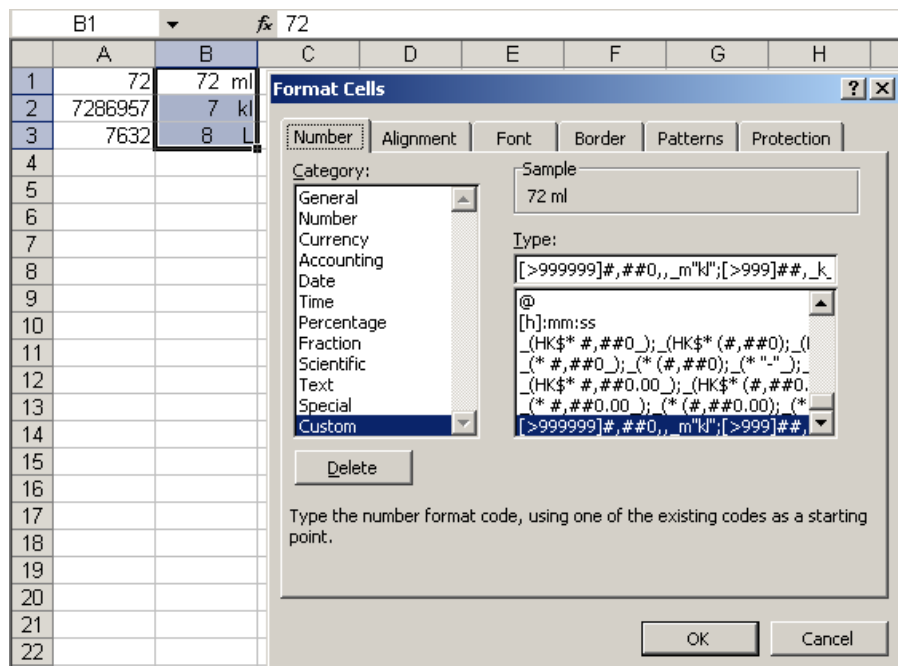 B1 fx 72
A B C D E F G H
1 72 72 ml
2 7286957 7 kl
3 7632 8 L
4
5
6
7
8
9
10
11
12
13
14
15
16
17
18
19
20
21
22
Format Cells ? X
Number Alignment Font Border Patterns Protection
Category:
General
Number
Currency
Accounting
Date
Time
Percentage
Fraction
Scientific
Text
Special
Custom
Sample
72 ml
Type:
[>999999]#,##0,,_m"kl";[>999]##,_k_
@
[h]:mm:ss
_(HK$* #,##0_);_(HK$* (#,##0);_(
_(* #,##0_);_(* (#,##0);_(* "-"_);_
_(HK$* #,##0.00_);_(HK$* (#,##0.
_(* #,##0.00_);_(* (#,##0.00);_(*
[>999999]#,##0,,_m"kl";[>999]##,
Delete
Type the number format code, using one of the existing codes as a starting
point.
OK Cancel